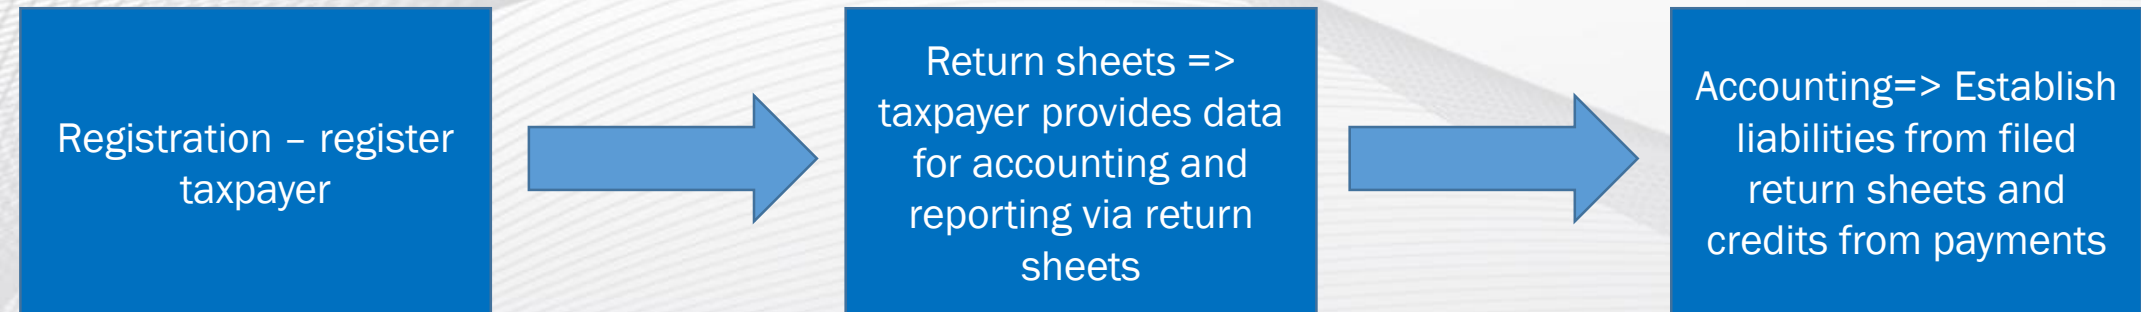 Registration – register
taxpayer
Return sheets =>
taxpayer provides data
for accounting and
reporting via return
sheets
Accounting=> Establish
liabilities from filed
return sheets and
credits from payments